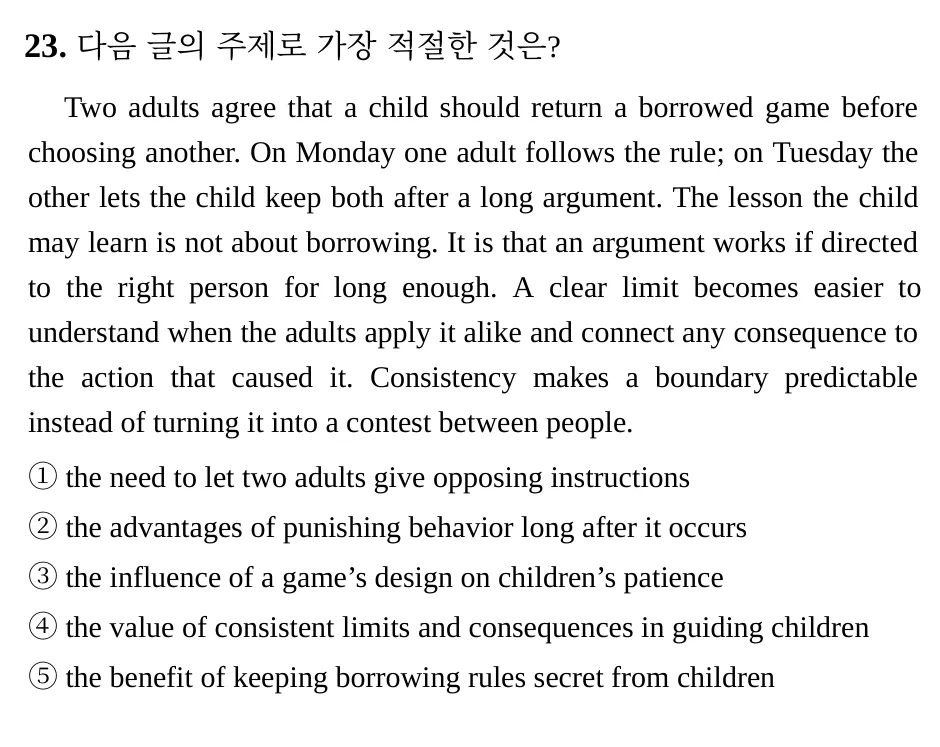 23. 다음 글의 주제로 가장 적절한 것은?
Two adults agree that a child should return a borrowed game before
choosing another. On Monday one adult follows the rule; on Tuesday the
other lets the child keep both after a long argument. The lesson the child
may learn is not about borrowing. It is that an argument works if directed
to the right person for long enough. A clear limit becomes easier to
understand when the adults apply it alike and connect any consequence to
the action that caused it. Consistency makes a boundary predictable
instead of turning it into a contest between people.
① the need to let two adults give opposing instructions
② the advantages of punishing behavior long after it occurs
③ the influence of a game’s design on children’s patience
④ the value of consistent limits and consequences in guiding children
⑤ the benefit of keeping borrowing rules secret from children